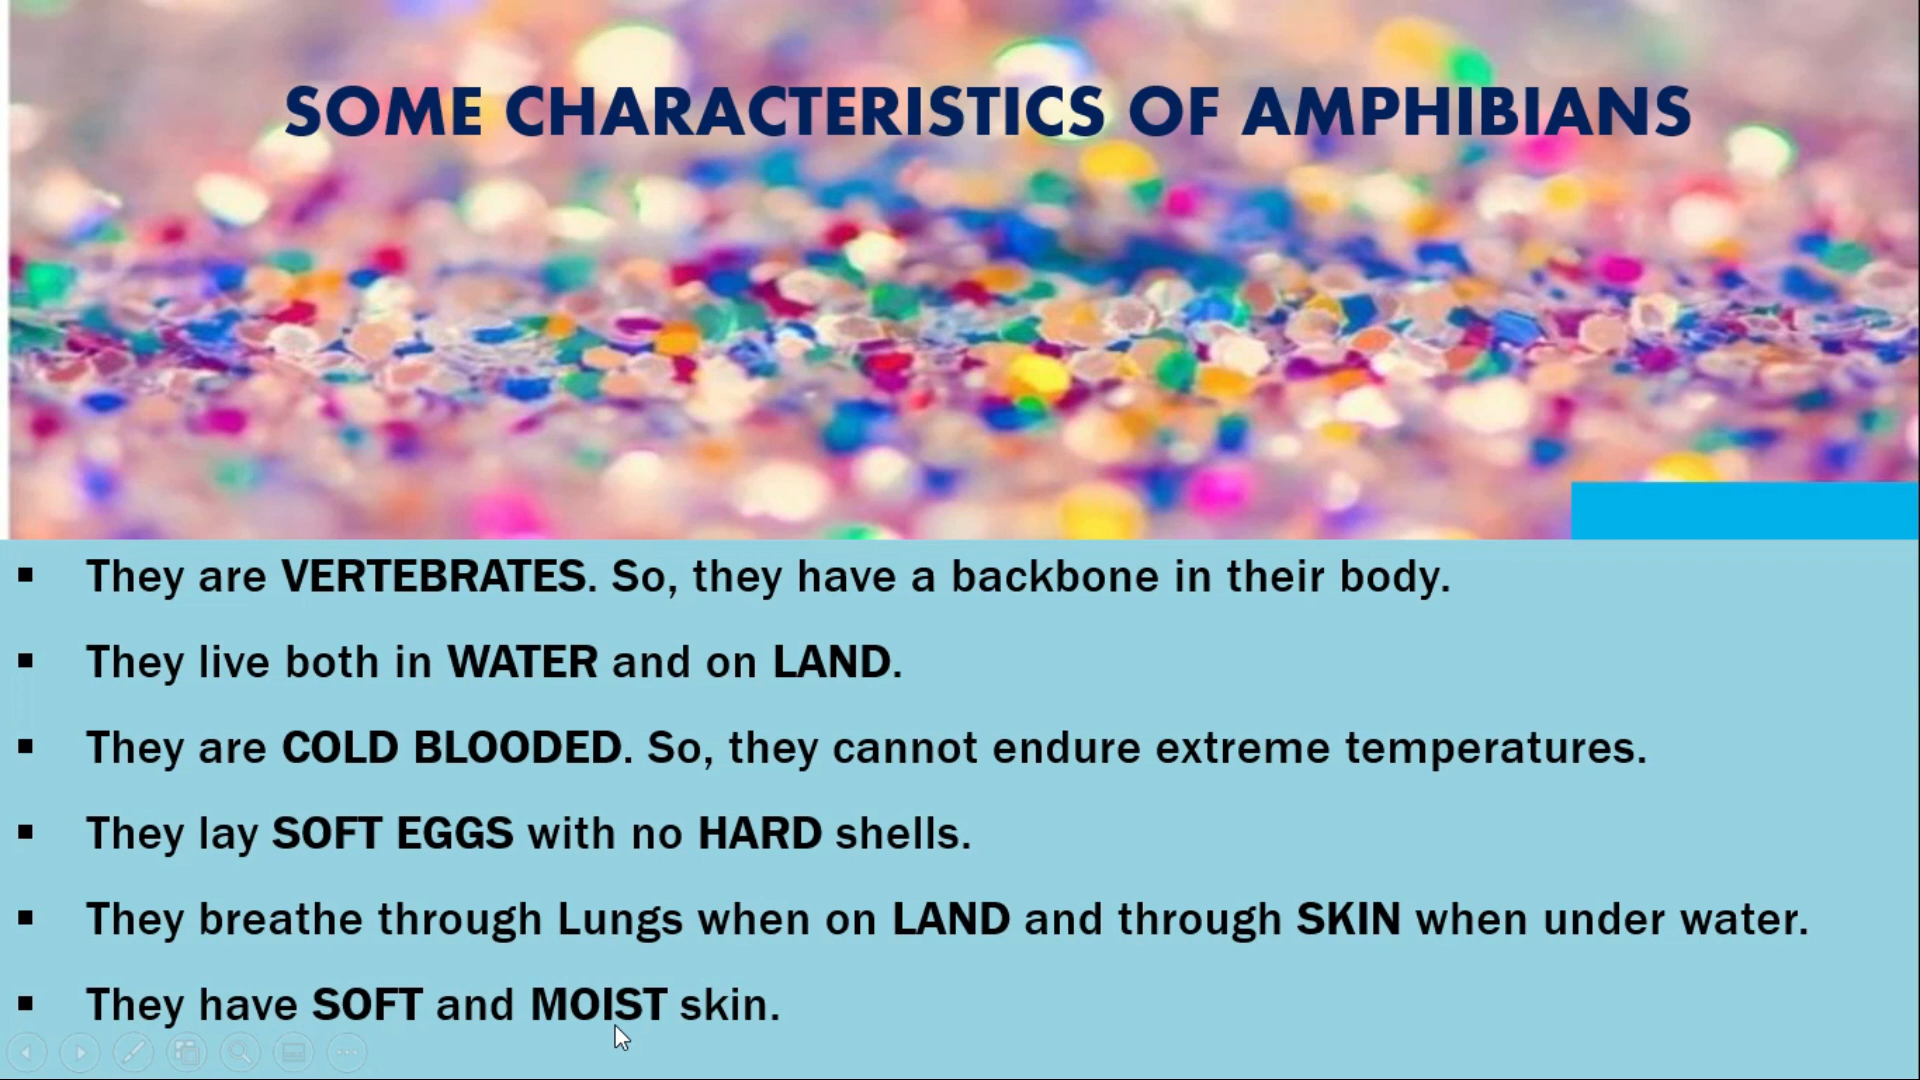 SOME CHARACTERISTICS OF AMPHIBIANS
▪ They are VERTEBRATES. So, they have a backbone in their body.
▪ They live both in WATER and on LAND.
▪ They are COLD BLOODED. So, they cannot endure extreme temperatures.
▪ They lay SOFT EGGS with no HARD shells.
▪ They breathe through Lungs when on LAND and through SKIN when under water.
▪ They have SOFT and MOIST skin.